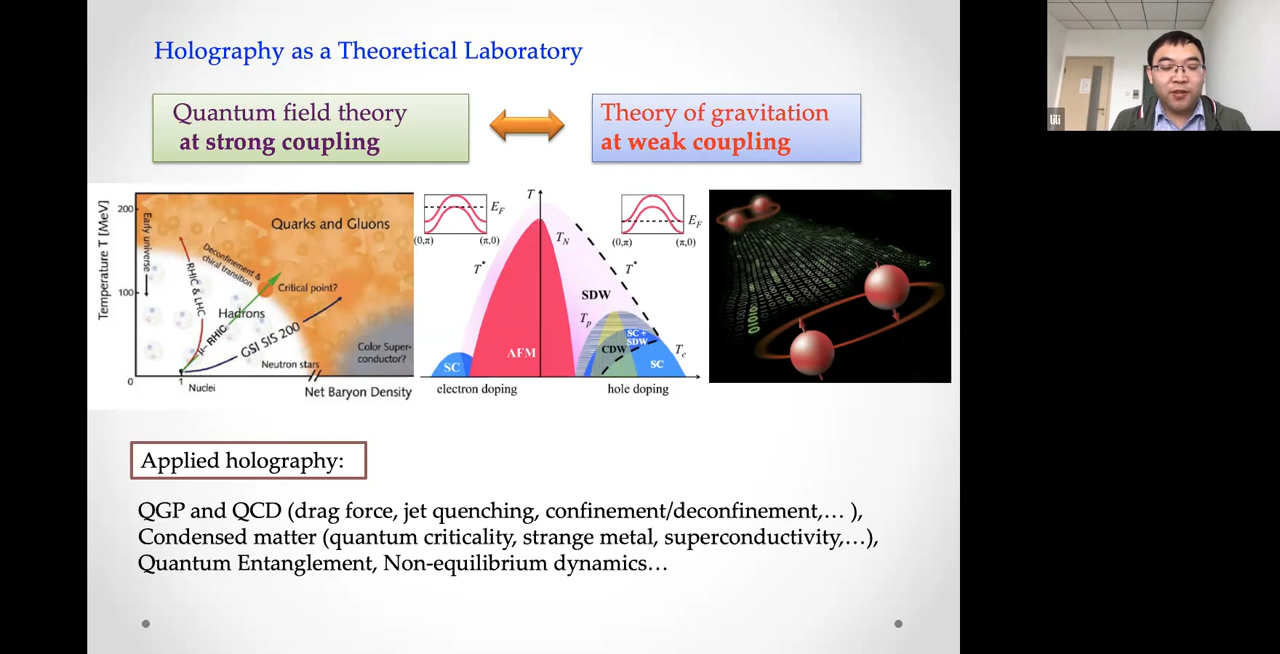 Holography as a Theoretical Laboratory
Quantum field theory
at strong coupling
Theory of gravitation
at weak coupling
lili
Temperature T [MeV]
200
100
0
Early universe
Quarks and Gluons
Deconfinement &
chiral transition
RHIC & LHC
Critical point?
Hadrons
RHIC
GSI SIS 200
Color Super-
conductor?
Neutron stars
1
Nuclei
Net Baryon Density
T
E_F
(0,π)
(π,0)
T_N
T*
E_F
(0,π)
(π,0)
T*
SDW
T_p
SC +
SDW
CDW
T_c
AFM
SC
SC
electron doping
hole doping
Applied holography:
QGP and QCD (drag force, jet quenching, confinement/deconfinement,… ),
Condensed matter (quantum criticality, strange metal, superconductivity,…),
Quantum Entanglement, Non-equilibrium dynamics…